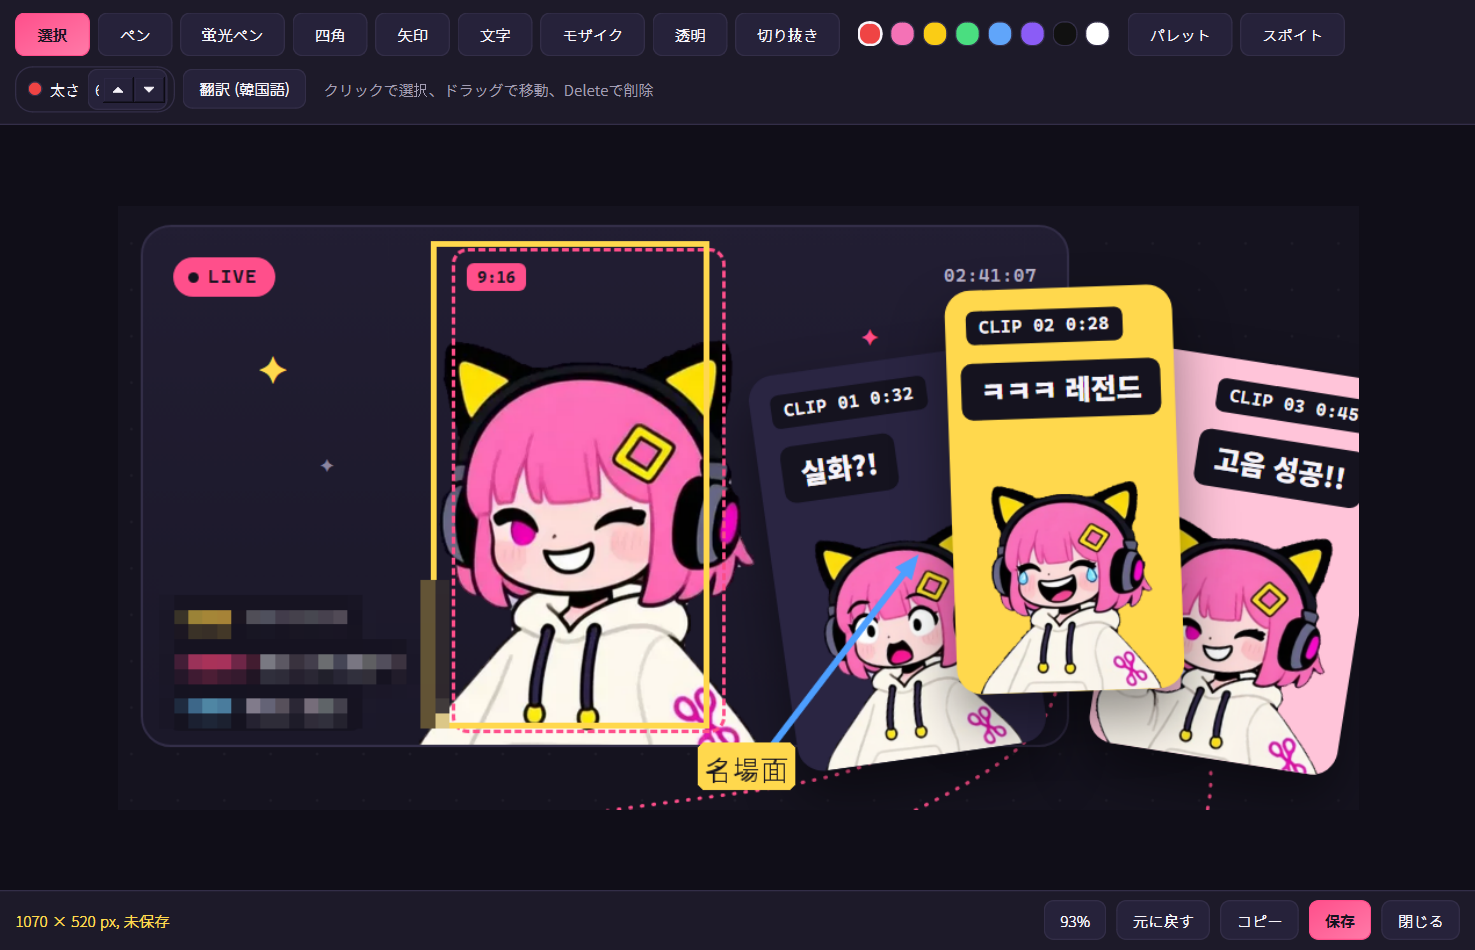 選択 ペン 蛍光ペン 四角 矢印 文字 モザイク 透明 切り抜き パレット スポイト
太さ 翻訳 (韓国語) クリックで選択、ドラッグで移動、Deleteで削除
LIVE
9:16
02:41:07
CLIP 01 0:32
실화?!
CLIP 02 0:28
ㅋㅋㅋ 레전드
CLIP 03 0:45
고음 성공!!
名場面
1070 × 520 px, 未保存
93% 元に戻す コピー 保存 閉じる